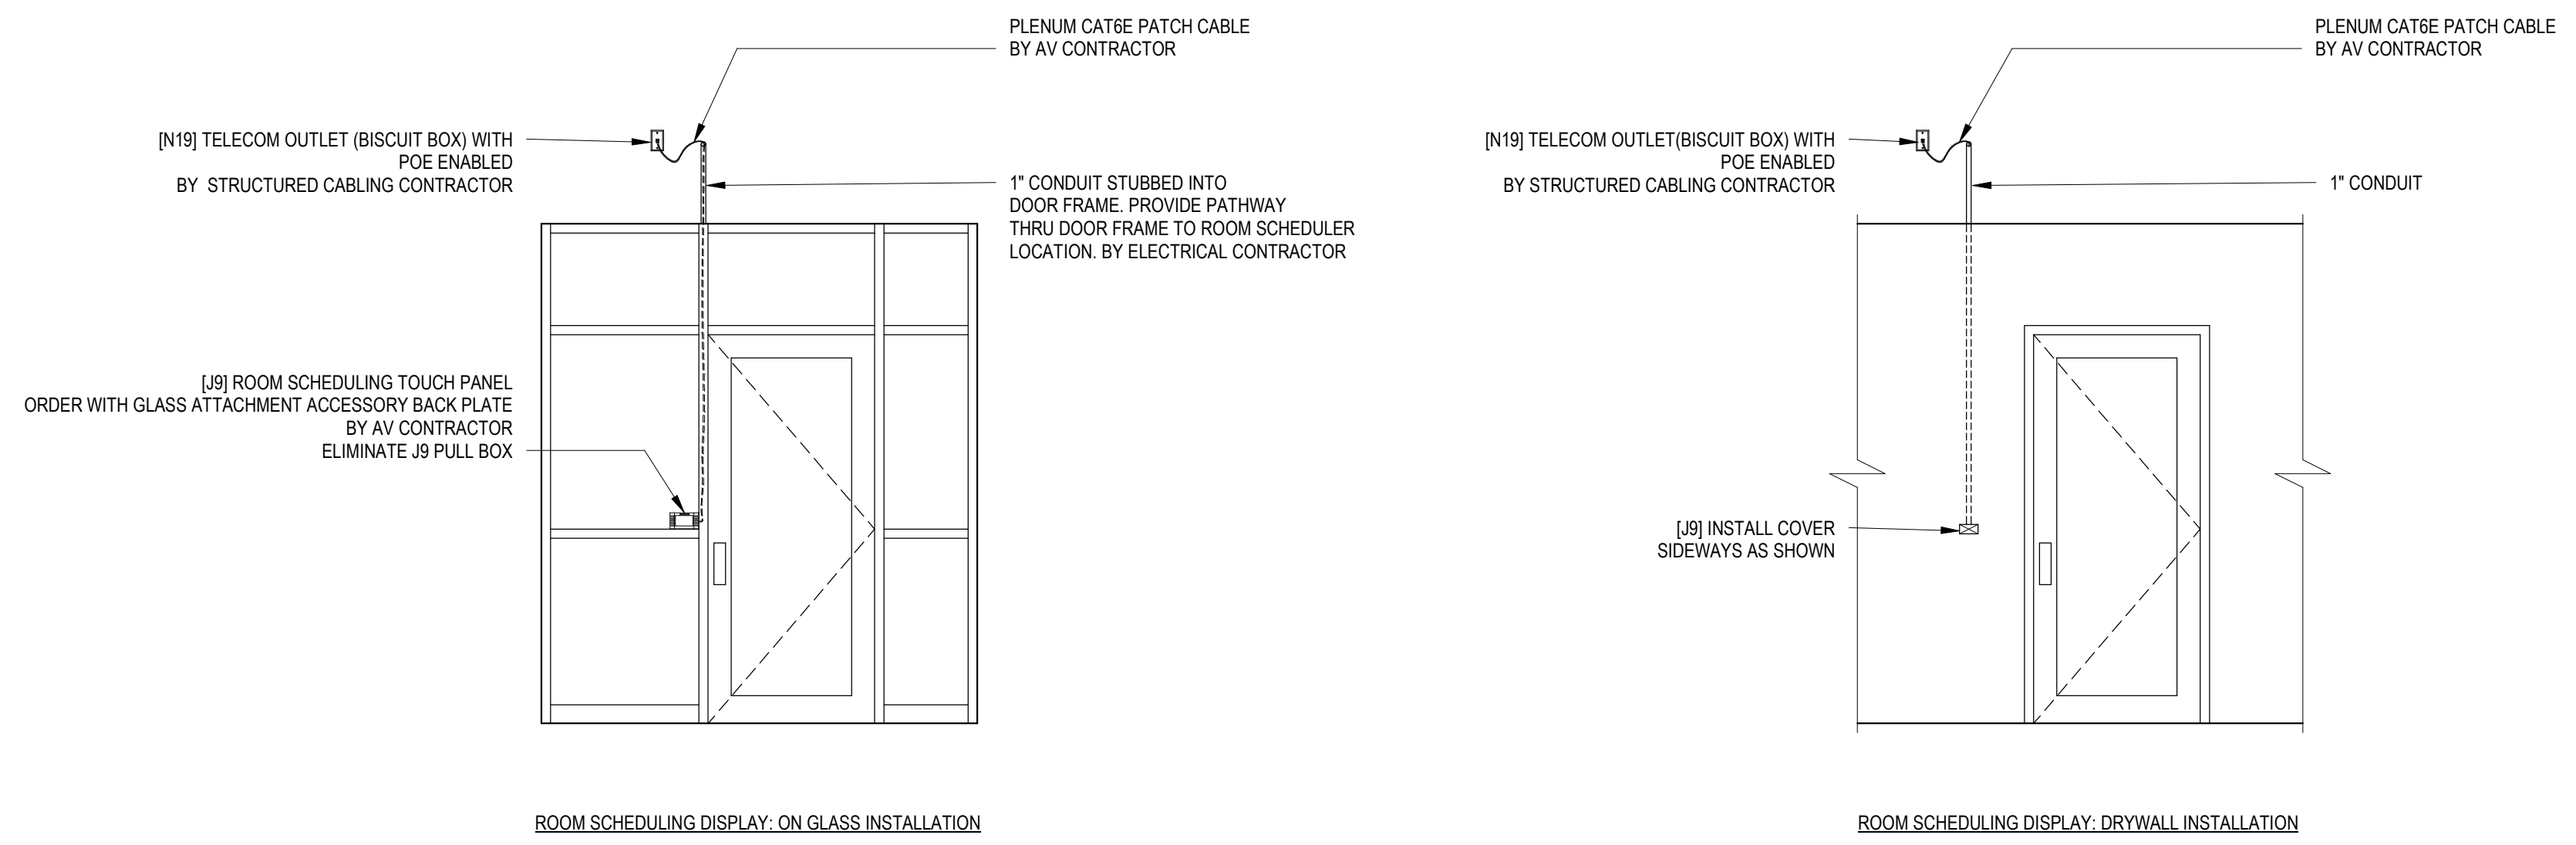 PLENUM CAT6E PATCH CABLE
BY AV CONTRACTOR
[N19] TELECOM OUTLET (BISCUIT BOX) WITH
POE ENABLED
BY STRUCTURED CABLING CONTRACTOR
1" CONDUIT STUBBED INTO
DOOR FRAME. PROVIDE PATHWAY
THRU DOOR FRAME TO ROOM SCHEDULER
LOCATION. BY ELECTRICAL CONTRACTOR
[J9] ROOM SCHEDULING TOUCH PANEL
ORDER WITH GLASS ATTACHMENT ACCESSORY BACK PLATE
BY AV CONTRACTOR
ELIMINATE J9 PULL BOX
ROOM SCHEDULING DISPLAY: ON GLASS INSTALLATION
PLENUM CAT6E PATCH CABLE
BY AV CONTRACTOR
[N19] TELECOM OUTLET(BISCUIT BOX) WITH
POE ENABLED
BY STRUCTURED CABLING CONTRACTOR
1" CONDUIT
[J9] INSTALL COVER
SIDEWAYS AS SHOWN
ROOM SCHEDULING DISPLAY: DRYWALL INSTALLATION